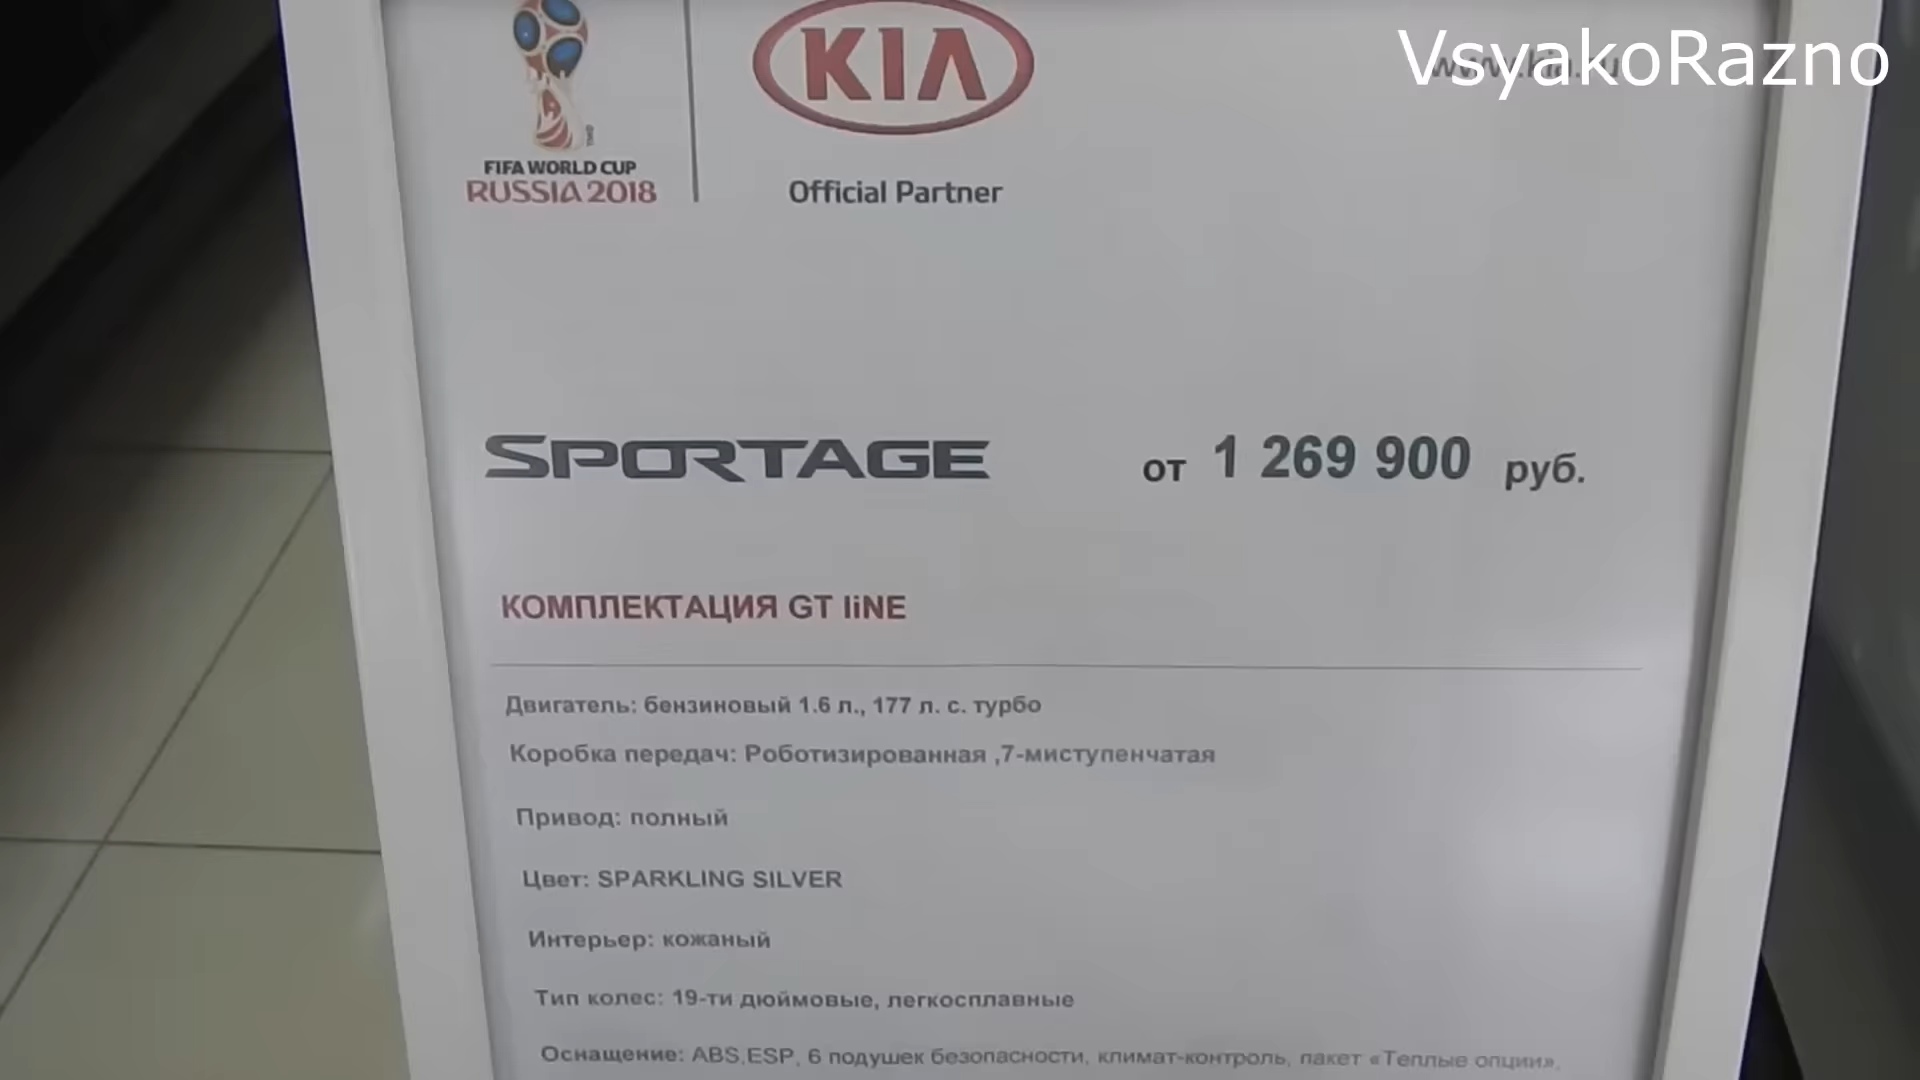 VsyakoRazno
KIA
FIFA WORLD CUP
RUSSIA 2018
Official Partner
SPORTAGE
от 1 269 900 руб.
КОМПЛЕКТАЦИЯ GT liNE
Двигатель: бензиновый 1.6 л., 177 л. с. турбо
Коробка передач: Роботизированная ,7-миступенчатая
Привод: полный
Цвет: SPARKLING SILVER
Интерьер: кожаный
Тип колес: 19-ти дюймовые, легкосплавные
Оснащение: ABS,ESP, 6 подушек безопасности, климат-контроль, пакет «Теплые опции»,